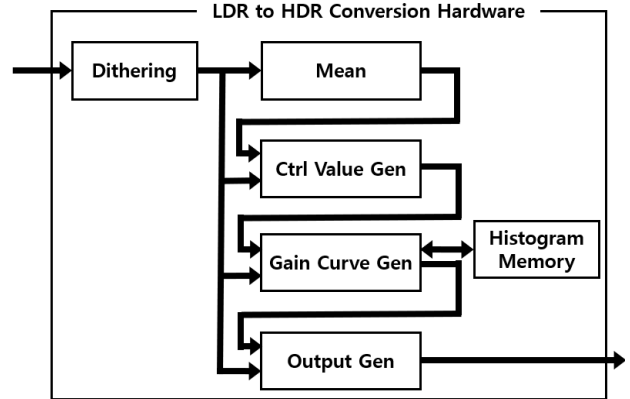 LDR to HDR Conversion Hardware
Dithering
Mean
Ctrl Value Gen
Gain Curve Gen
Histogram
Memory
Output Gen